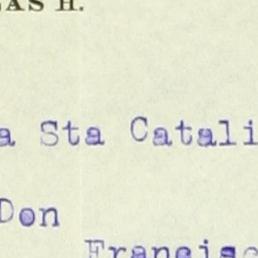 AS H.
a Sta Catali
Don
Francisc